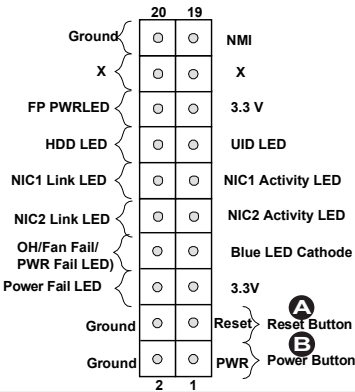 20 19
Ground NMI
X X
FP PWRLED 3.3 V
HDD LED UID LED
NIC1 Link LED NIC1 Activity LED
NIC2 Link LED NIC2 Activity LED
OH/Fan Fail/
PWR Fail LED) Blue LED Cathode
Power Fail LED 3.3V
A
Ground Reset Reset Button
B
Ground PWR Power Button
2 1